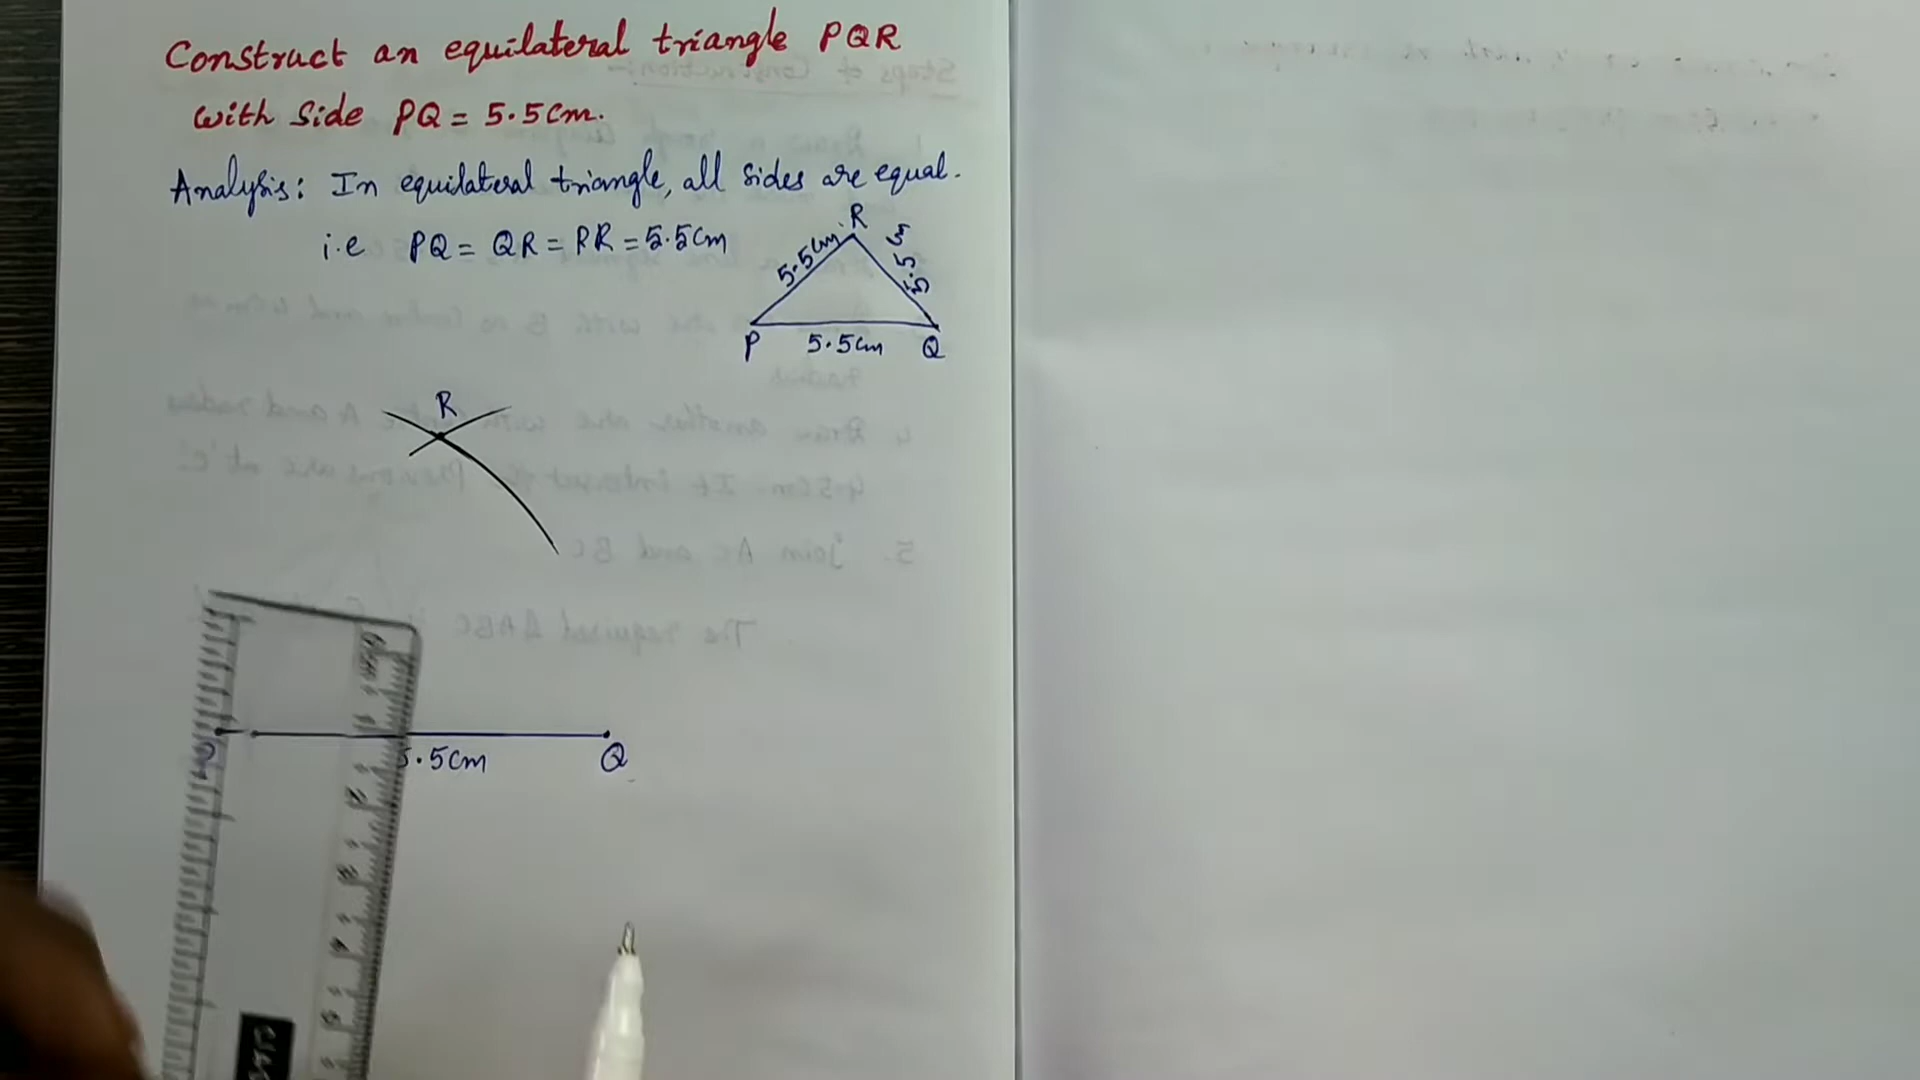 Construct an equilateral triangle PQR
with side PQ = 5.5cm.
Analysis: In equilateral triangle, all sides are equal.
i.e PQ = QR = PR = 5.5cm
R
5.5cm
5.5
P 5.5cm Q
R
P 5.5cm Q